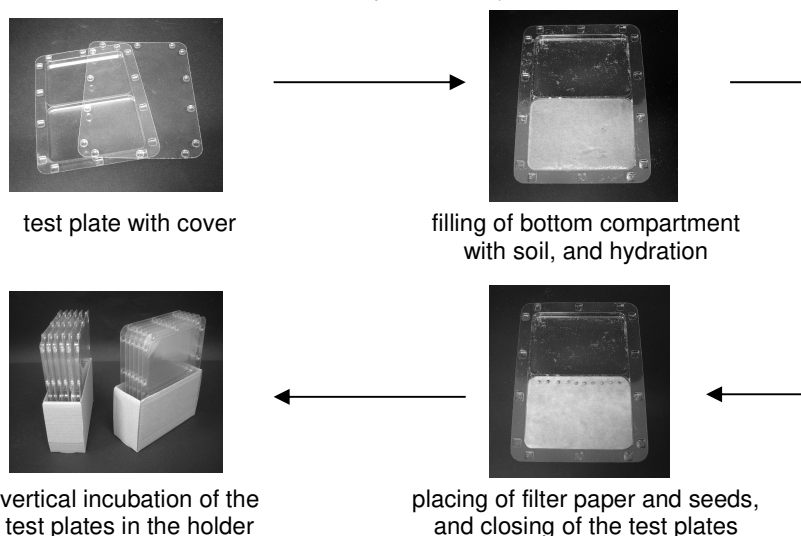 test plate with cover
filling of bottom compartment
with soil, and hydration
vertical incubation of the
test plates in the holder
placing of filter paper and seeds,
and closing of the test plates